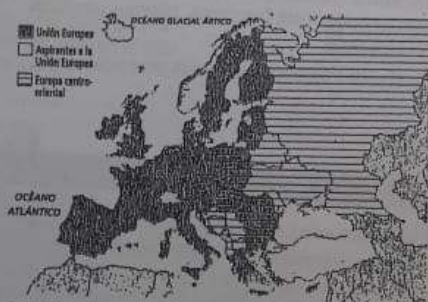 OCÉANO GLACIAL ÁRTICO
Unión Europea
Aspirantes a la
Unión Europea
Europa centro-
oriental
OCÉANO
ATLÁNTICO